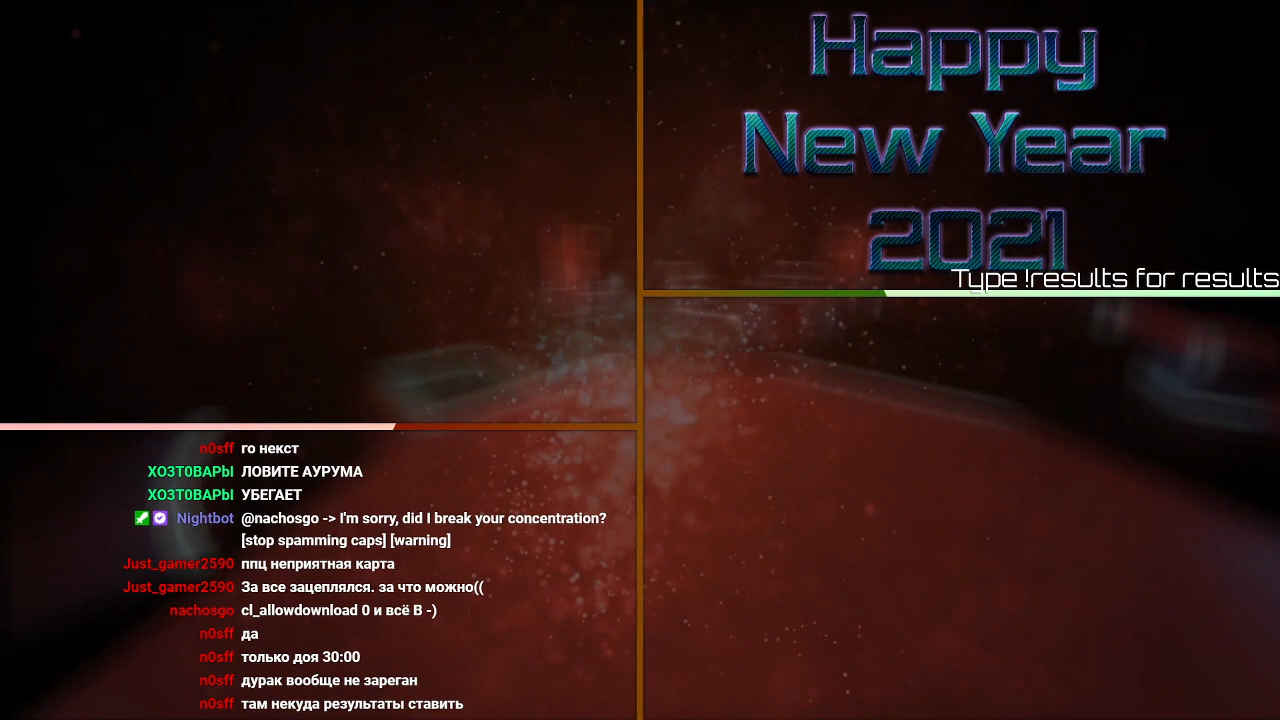 Happy
New Year
2021
Type !results for results
n0sff го некст
ХОЗТ0ВАРЫ ЛОВИТЕ АУРУМА
ХОЗТ0ВАРЫ УБЕГАЕТ
Nightbot @nachosgo -> I'm sorry, did I break your concentration?
[stop spamming caps] [warning]
Just_gamer2590 ппц неприятная карта
Just_gamer2590 За все зацеплялся. за что можно((
nachosgo cl_allowdownload 0 и всё В -)
n0sff да
n0sff только доя 30:00
n0sff дурак вообще не зареган
n0sff там некуда результаты ставить